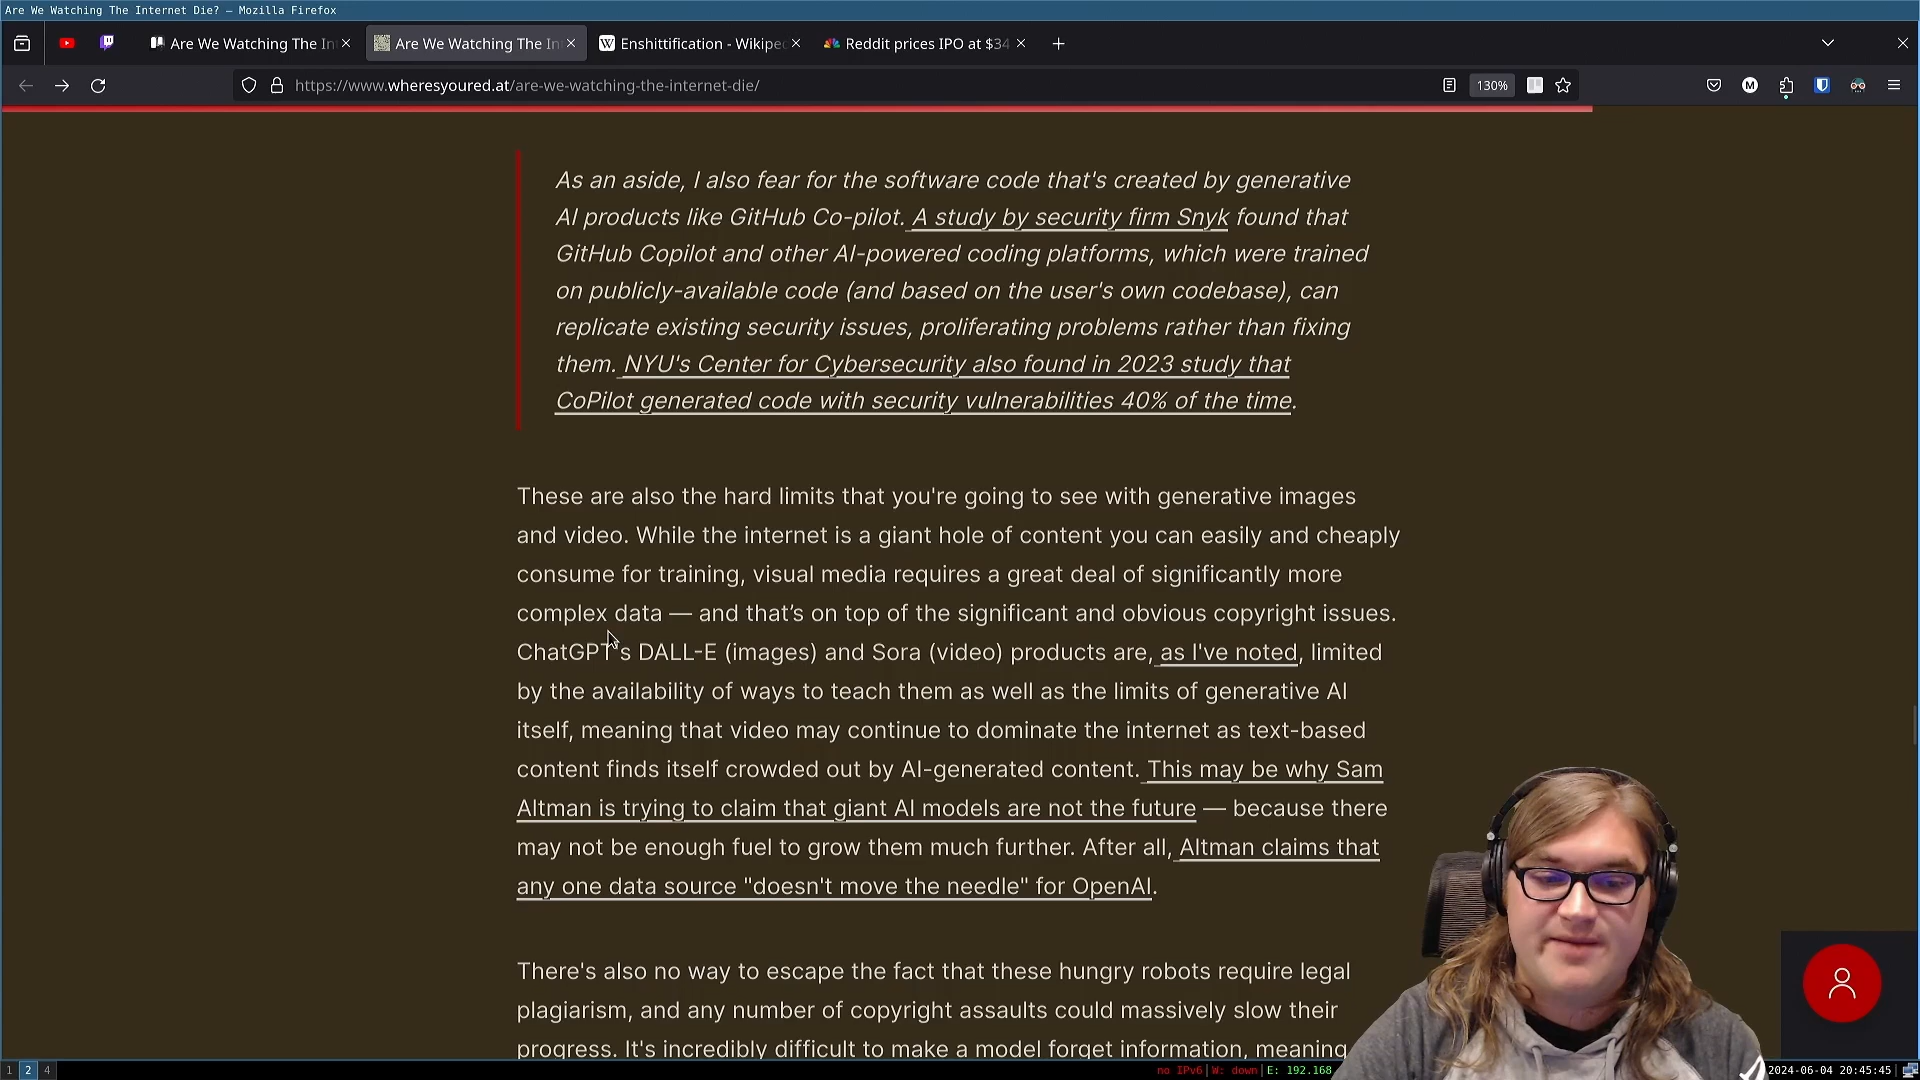 Are We Watching The Internet Die? — Mozilla Firefox
Are We Watching The In
Are We Watching The In
Enshittification - Wikipec
Reddit prices IPO at $34
https://www.wheresyoured.at/are-we-watching-the-internet-die/
130%
As an aside, I also fear for the software code that's created by generative
AI products like GitHub Co-pilot. A study by security firm Snyk found that
GitHub Copilot and other AI-powered coding platforms, which were trained
on publicly-available code (and based on the user's own codebase), can
replicate existing security issues, proliferating problems rather than fixing
them. NYU's Center for Cybersecurity also found in 2023 study that
CoPilot generated code with security vulnerabilities 40% of the time.
These are also the hard limits that you're going to see with generative images
and video. While the internet is a giant hole of content you can easily and cheaply
consume for training, visual media requires a great deal of significantly more
complex data — and that’s on top of the significant and obvious copyright issues.
ChatGPT's DALL-E (images) and Sora (video) products are, as I've noted, limited
by the availability of ways to teach them as well as the limits of generative AI
itself, meaning that video may continue to dominate the internet as text-based
content finds itself crowded out by AI-generated content. This may be why Sam
Altman is trying to claim that giant AI models are not the future — because there
may not be enough fuel to grow them much further. After all, Altman claims that
any one data source "doesn't move the needle" for OpenAI.
There's also no way to escape the fact that these hungry robots require legal
plagiarism, and any number of copyright assaults could massively slow their
progress. It's incredibly difficult to make a model forget information, meaning
1 2 4
no IPv6|W: down|E: 192.168
2024-06-04 20:45:45